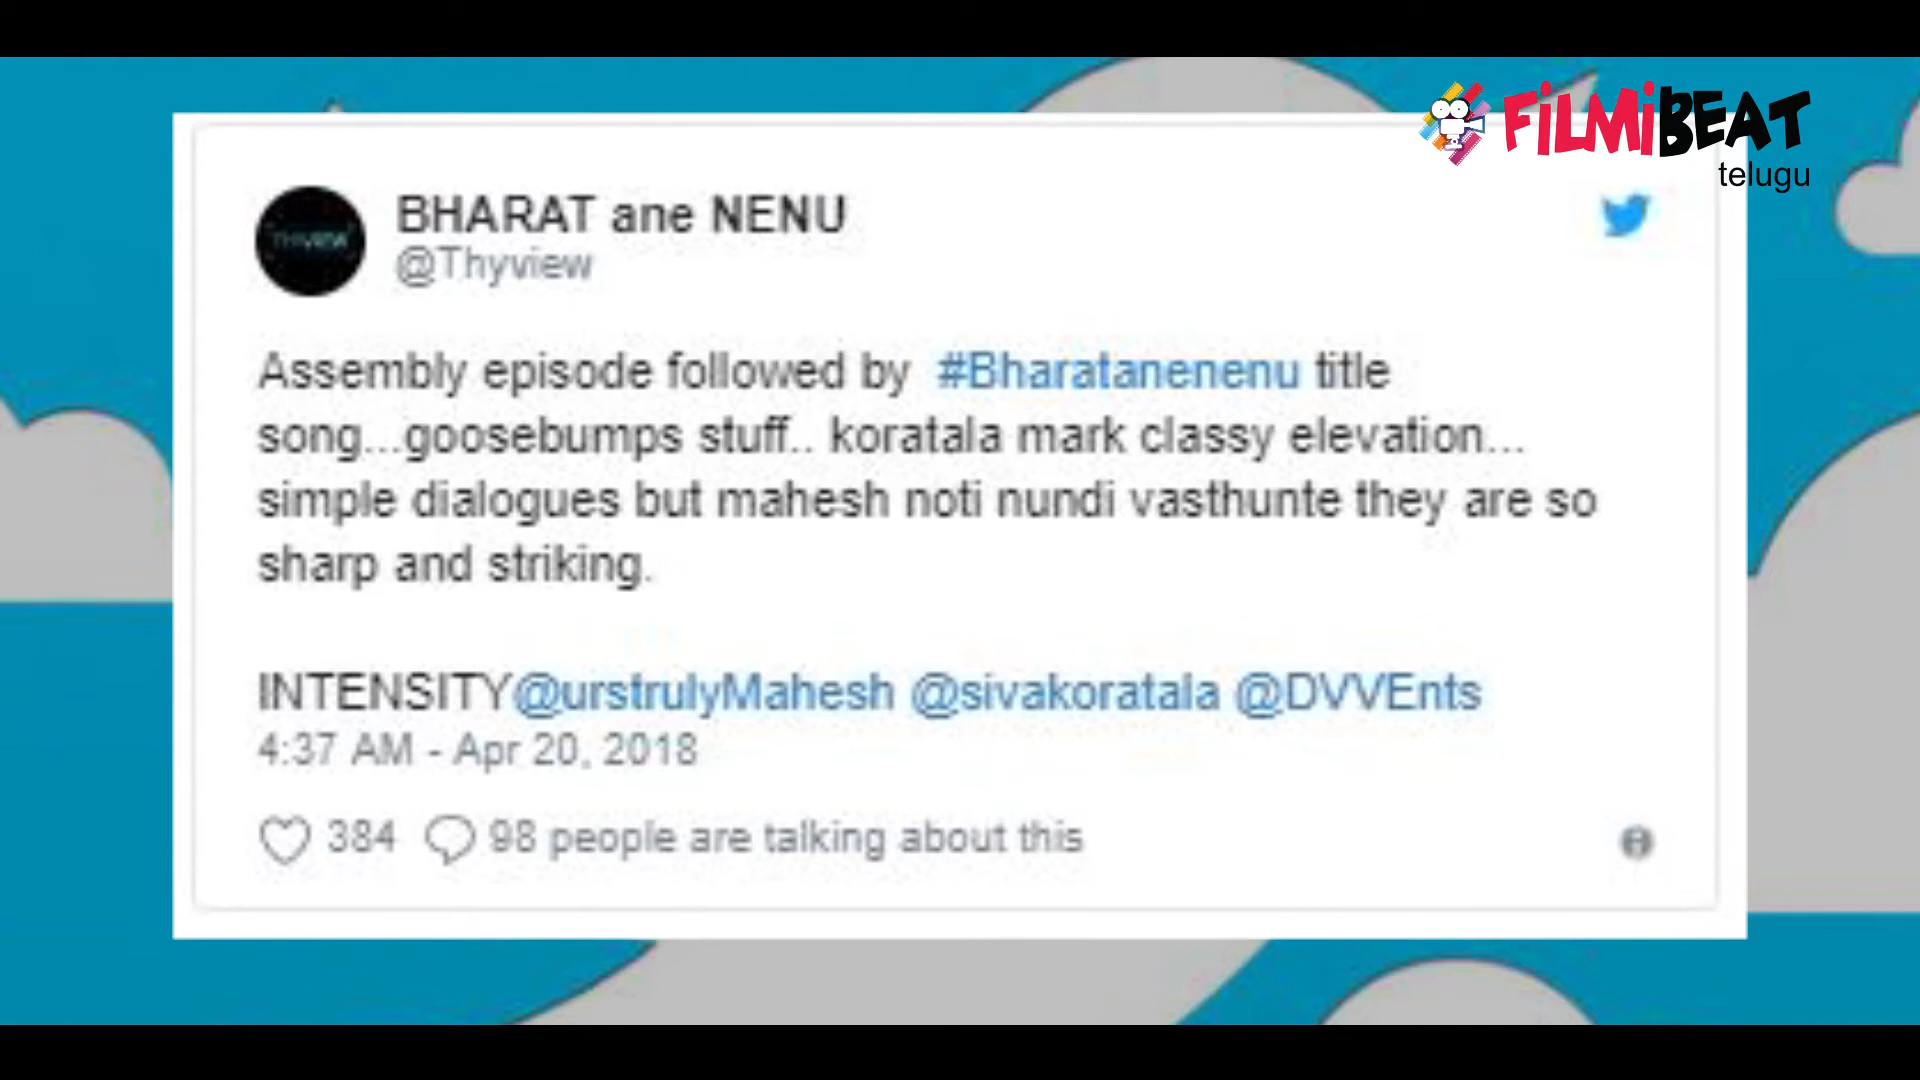 FiLMiBEAT
telugu
BHARAT ane NENU
@Thyview
Assembly episode followed by #Bharatanenenu title
song...goosebumps stuff.. koratala mark classy elevation...
simple dialogues but mahesh noti nundi vasthunte they are so
sharp and striking.
INTENSITY@urstrulyMahesh @sivakoratala @DVVEnts
4:37 AM - Apr 20, 2018
384 98 people are talking about this